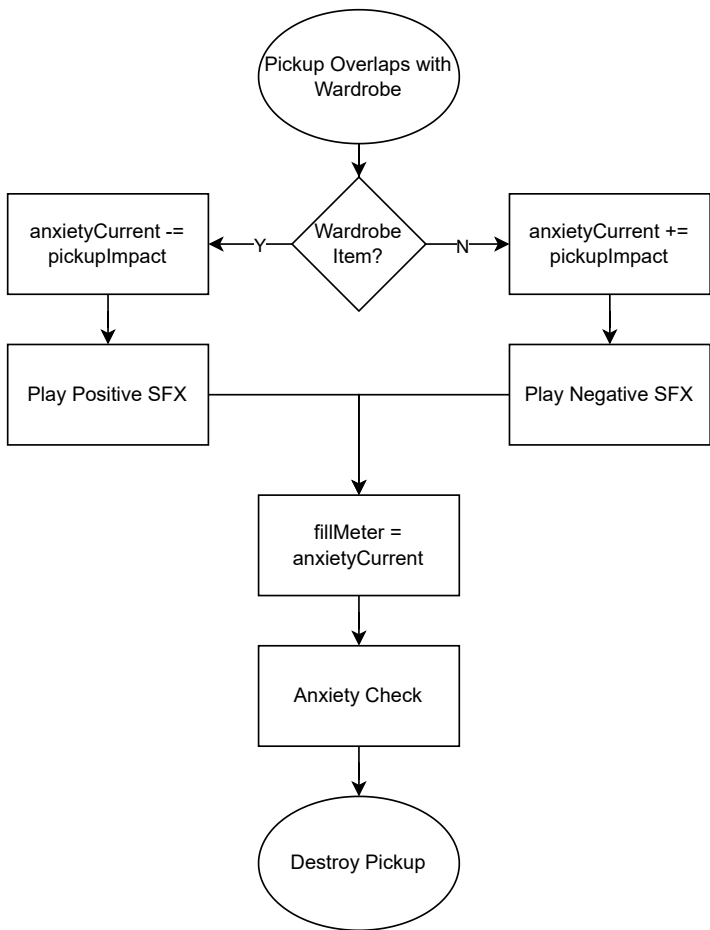 Pickup Overlaps with
Wardrobe
anxietyCurrent -=
pickupImpact
Y
Wardrobe
Item?
N
anxietyCurrent +=
pickupImpact
Play Positive SFX
Play Negative SFX
fillMeter =
anxietyCurrent
Anxiety Check
Destroy Pickup